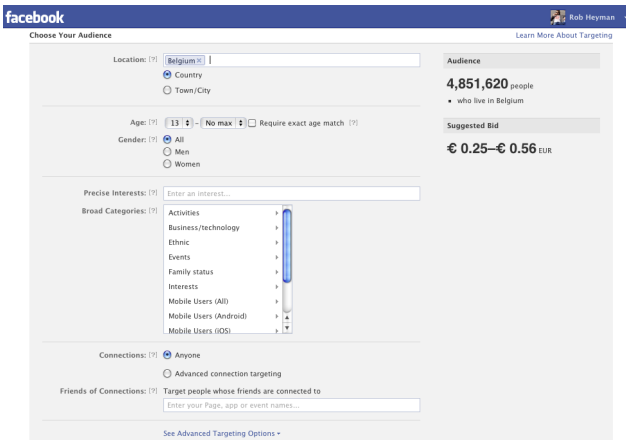 facebook
Rob Heyman
Choose Your Audience
Learn More About Targeting
Location: [?] Belgium ×
Country
Town/City
Age: [?] 13 - No max Require exact age match [?]
Gender: [?] All
Men
Women
Precise Interests: [?] Enter an interest...
Broad Categories: [?] Activities
Business/technology
Ethnic
Events
Family status
Interests
Mobile Users (All)
Mobile Users (Android)
Mobile Users (iOS)
Connections: [?] Anyone
Advanced connection targeting
Friends of Connections: [?] Target people whose friends are connected to
Enter your Page, app or event names...
See Advanced Targeting Options
Audience
4,851,620 people
who live in Belgium
Suggested Bid
€ 0.25–€ 0.56 EUR